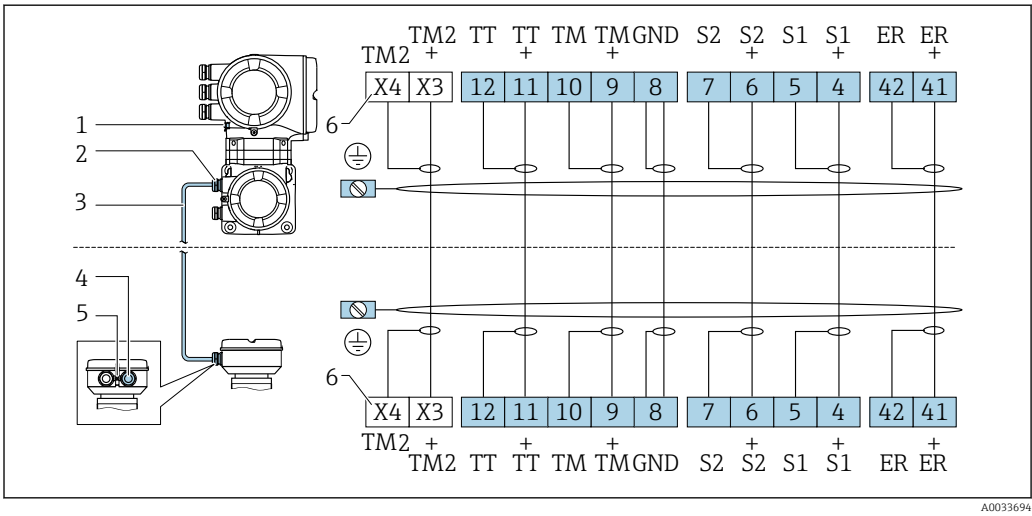 TM2 TM2 + TT TT + TM TM + GND S2 S2 + S1 S1 + ER ER +
X4 X3 12 11 10 9 8 7 6 5 4 42 41
1
2
3
6
4
5
6
X4 X3 12 11 10 9 8 7 6 5 4 42 41
TM2 + TM2 TT + TT TM + TM GND S2 + S2 S1 + S1 ER + ER
A0033694